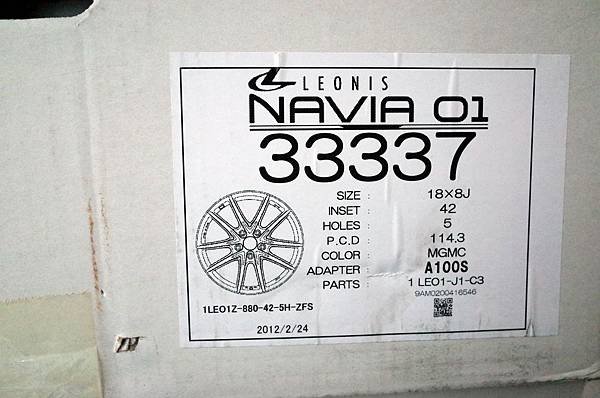 LEONIS
NAVIA 01
33337
SIZE : 18×8J
INSET : 42
HOLES : 5
P.C.D : 114.3
COLOR : MGMC
ADAPTER : A100S
PARTS : 1 LEO1-J1-C3
9AM0200416546
1LEO1Z-880-42-5H-ZFS
2012/2/24